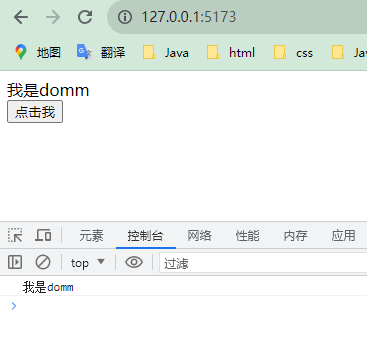 127.0.0.1:5173
地图 翻译 Java html css Jav
我是domm
点击我
元素 控制台 网络 性能 内存 应用
top 过滤
我是domm